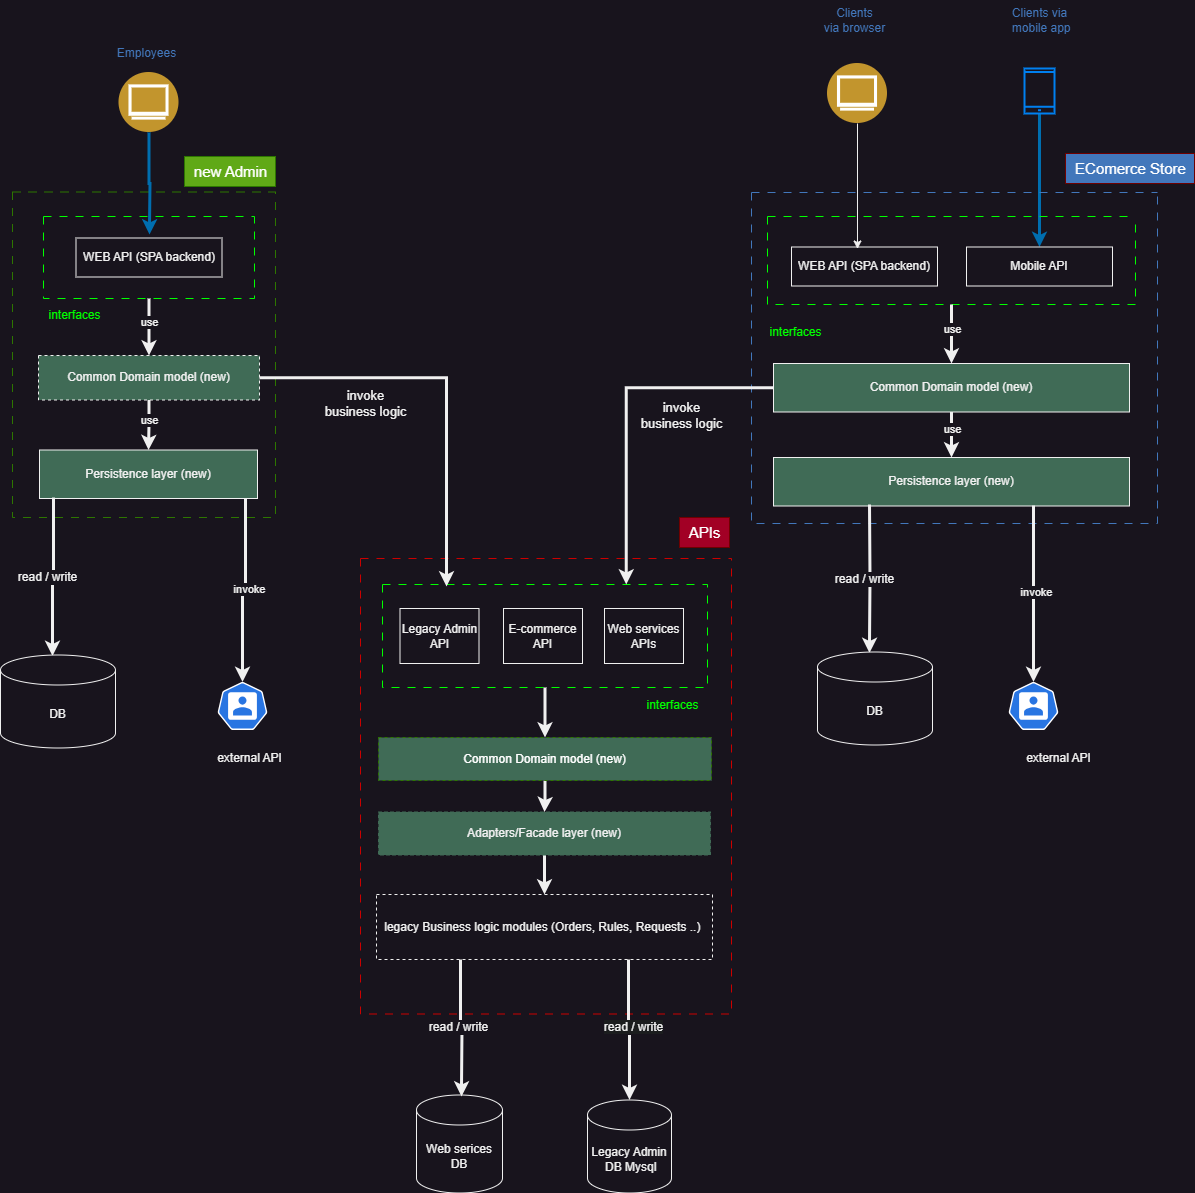 Clients
via browser
Clients via
mobile app
Employees
new Admin
EComerce Store
WEB API (SPA backend)
interfaces
use
Common Domain model (new)
use
Persistence layer (new)
read / write
invoke
DB
external API
invoke
business logic
WEB API (SPA backend)
Mobile API
interfaces
use
Common Domain model (new)
use
Persistence layer (new)
invoke
business logic
read / write
invoke
DB
external API
APIs
Legacy Admin
API
E-commerce
API
Web services
APIs
interfaces
Common Domain model (new)
Adapters/Facade layer (new)
legacy Business logic modules (Orders, Rules, Requests ..)
read / write
read / write
Web serices
DB
Legacy Admin
DB Mysql